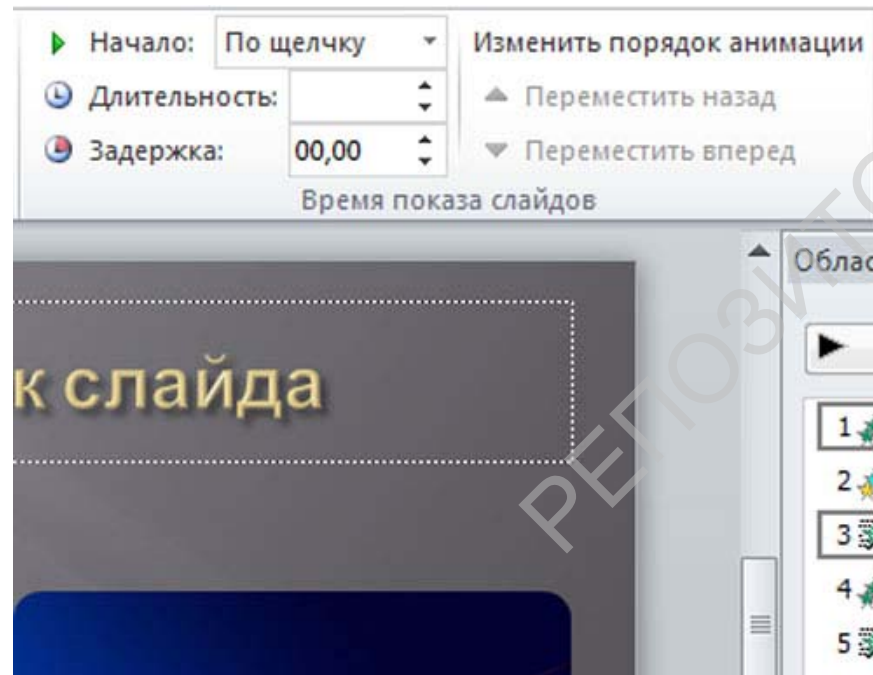 Начало: По щелчку Изменить порядок анимации
Длительность: Переместить назад
Задержка: 00,00 Переместить вперед
Время показа слайдов
Облас
к слайда
1
2
3
4
5